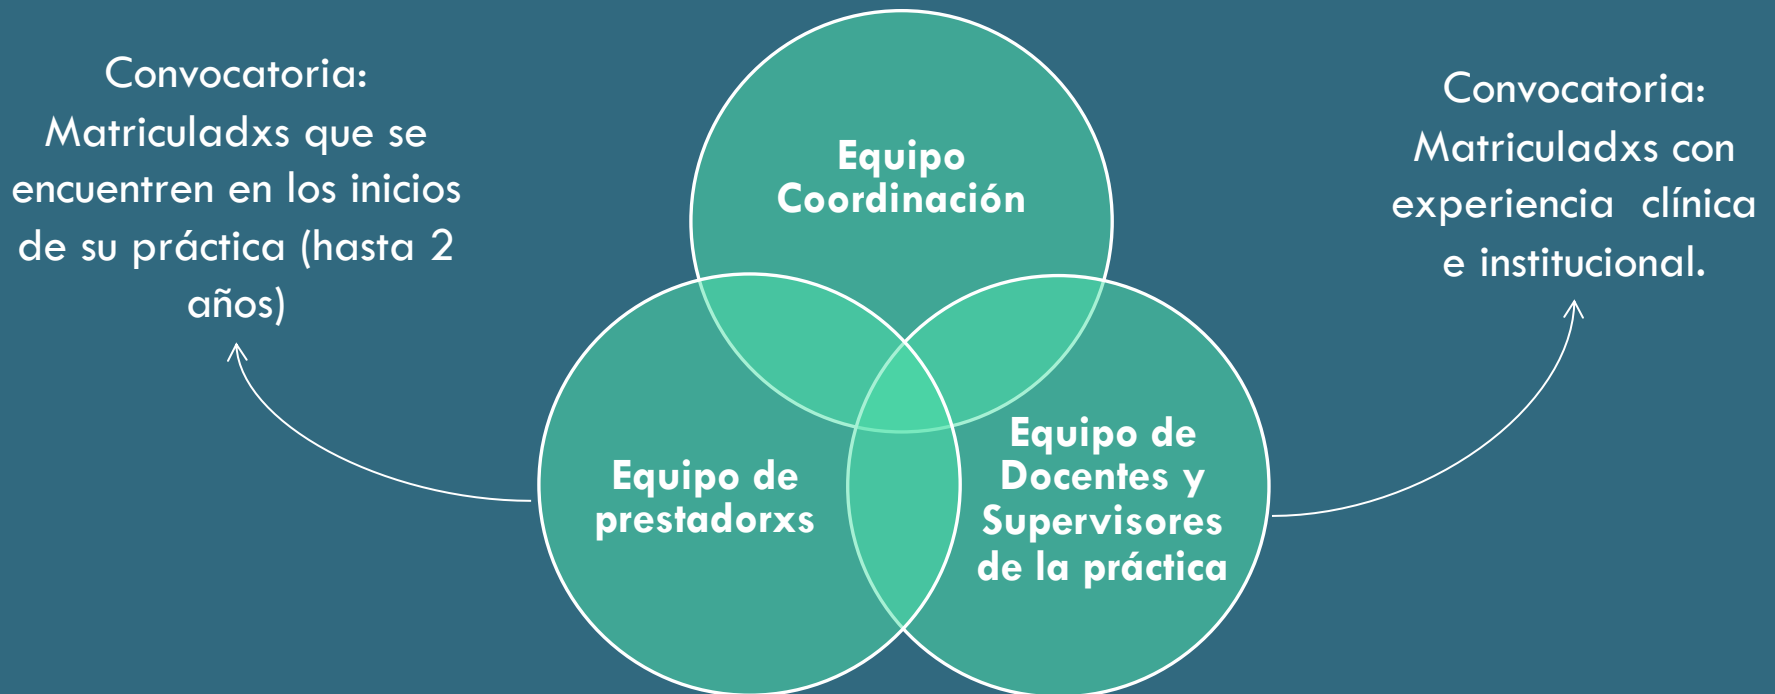 Convocatoria:
Matriculadxs que se
encuentren en los inicios
de su práctica (hasta 2
años)
Equipo
Coordinación
Convocatoria:
Matriculadxs con
experiencia clínica
e institucional.
Equipo de
prestadorxs
Equipo de
Docentes y
Supervisores
de la práctica